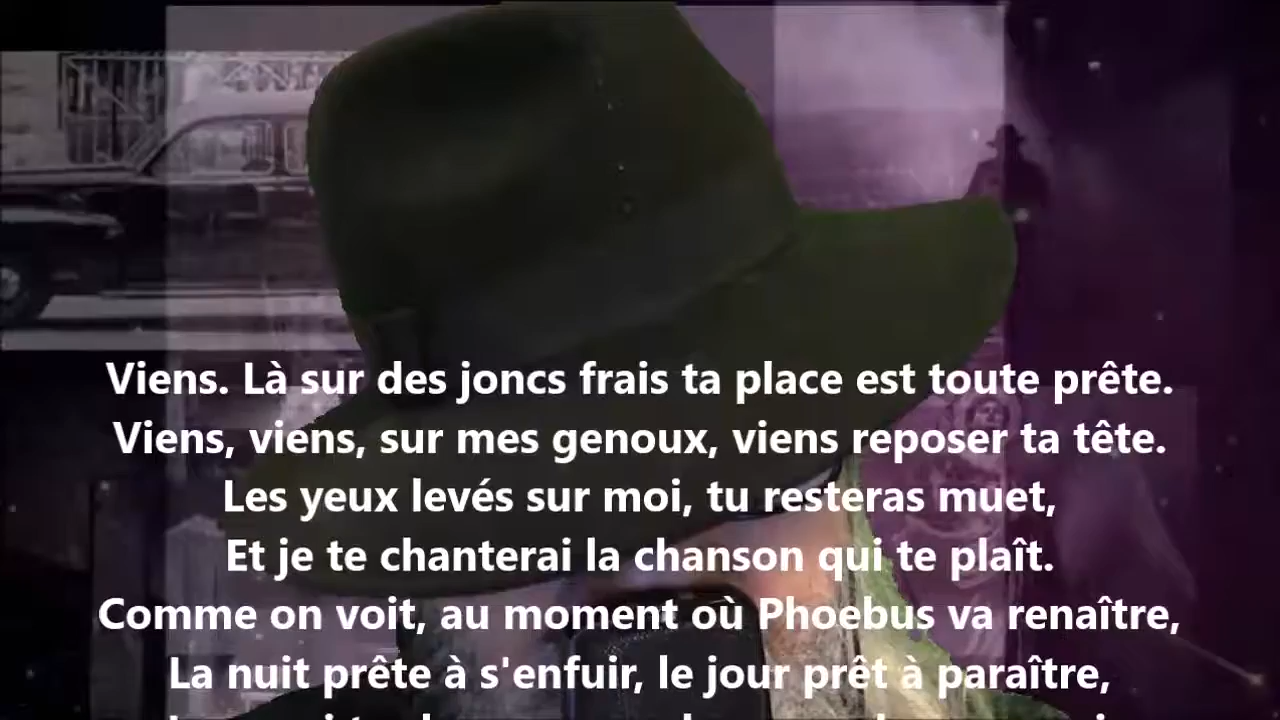 Viens. Là sur des joncs frais ta place est toute prête.
Viens, viens, sur mes genoux, viens reposer ta tête.
Les yeux levés sur moi, tu resteras muet,
Et je te chanterai la chanson qui te plaît.
Comme on voit, au moment où Phoebus va renaître,
La nuit prête à s'enfuir, le jour prêt à paraître,